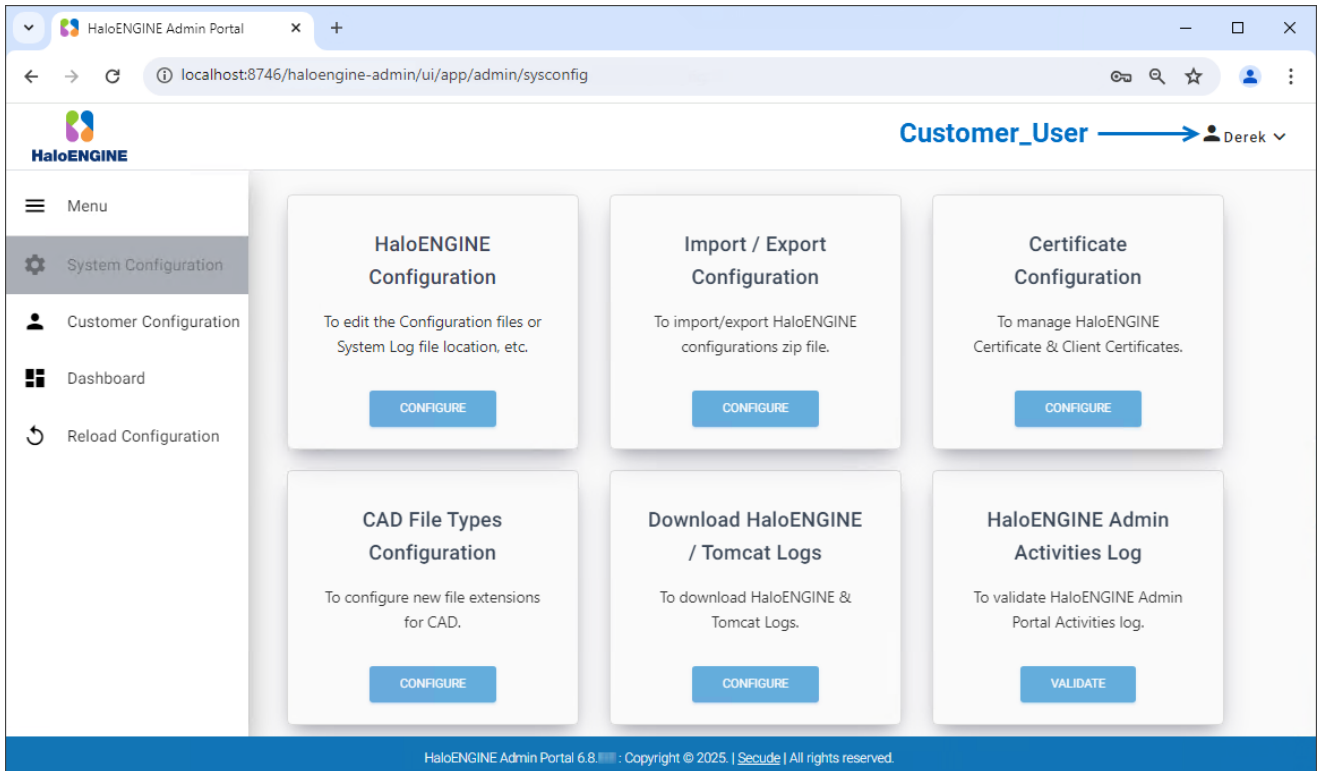 HaloENGINE Admin Portal
localhost:8746/haloengine-admin/ui/app/admin/sysconfig
HaloENGINE
Customer_User
Derek
Menu
System Configuration
Customer Configuration
Dashboard
Reload Configuration
HaloENGINE
Configuration
To edit the Configuration files or
System Log file location, etc.
CONFIGURE
Import / Export
Configuration
To import/export HaloENGINE
configurations zip file.
CONFIGURE
Certificate
Configuration
To manage HaloENGINE
Certificate & Client Certificates.
CONFIGURE
CAD File Types
Configuration
To configure new file extensions
for CAD.
CONFIGURE
Download HaloENGINE
/ Tomcat Logs
To download HaloENGINE &
Tomcat Logs.
CONFIGURE
HaloENGINE Admin
Activities Log
To validate HaloENGINE Admin
Portal Activities log.
VALIDATE
HaloENGINE Admin Portal 6.8. : Copyright © 2025. | Secude | All rights reserved.